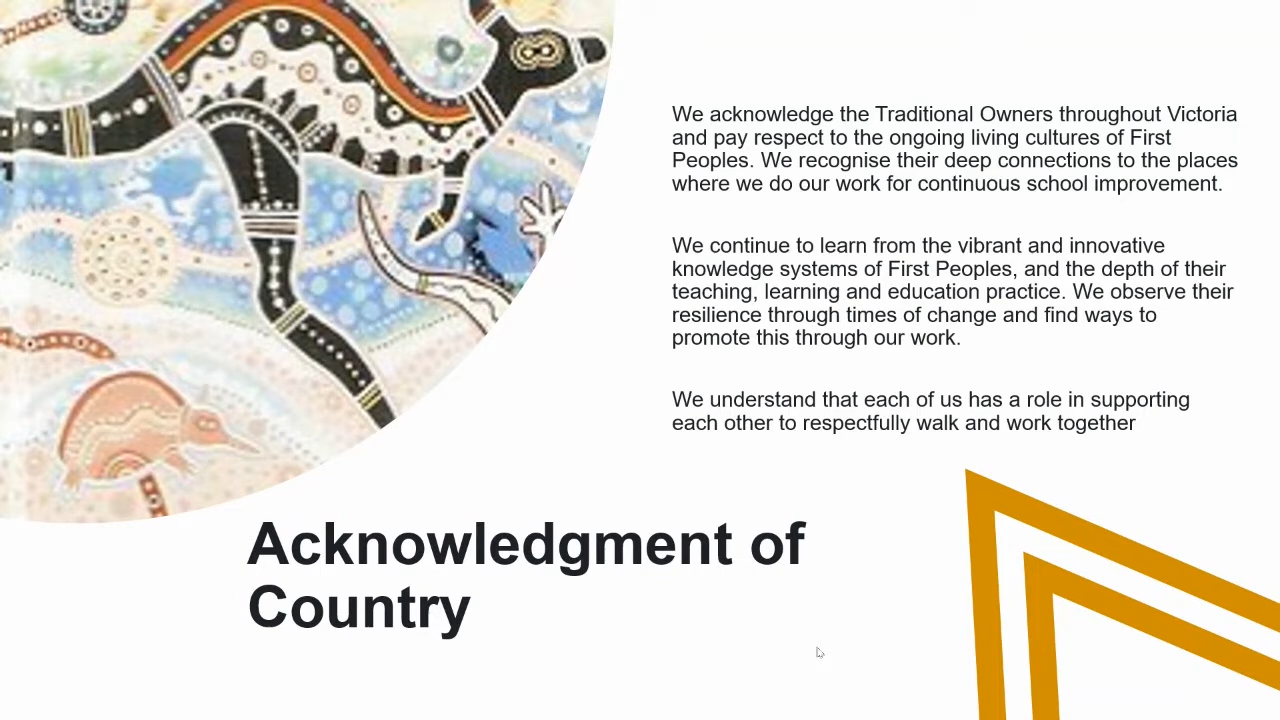 We acknowledge the Traditional Owners throughout Victoria
and pay respect to the ongoing living cultures of First
Peoples. We recognise their deep connections to the places
where we do our work for continuous school improvement.
We continue to learn from the vibrant and innovative
knowledge systems of First Peoples, and the depth of their
teaching, learning and education practice. We observe their
resilience through times of change and find ways to
promote this through our work.
We understand that each of us has a role in supporting
each other to respectfully walk and work together
Acknowledgment of
Country